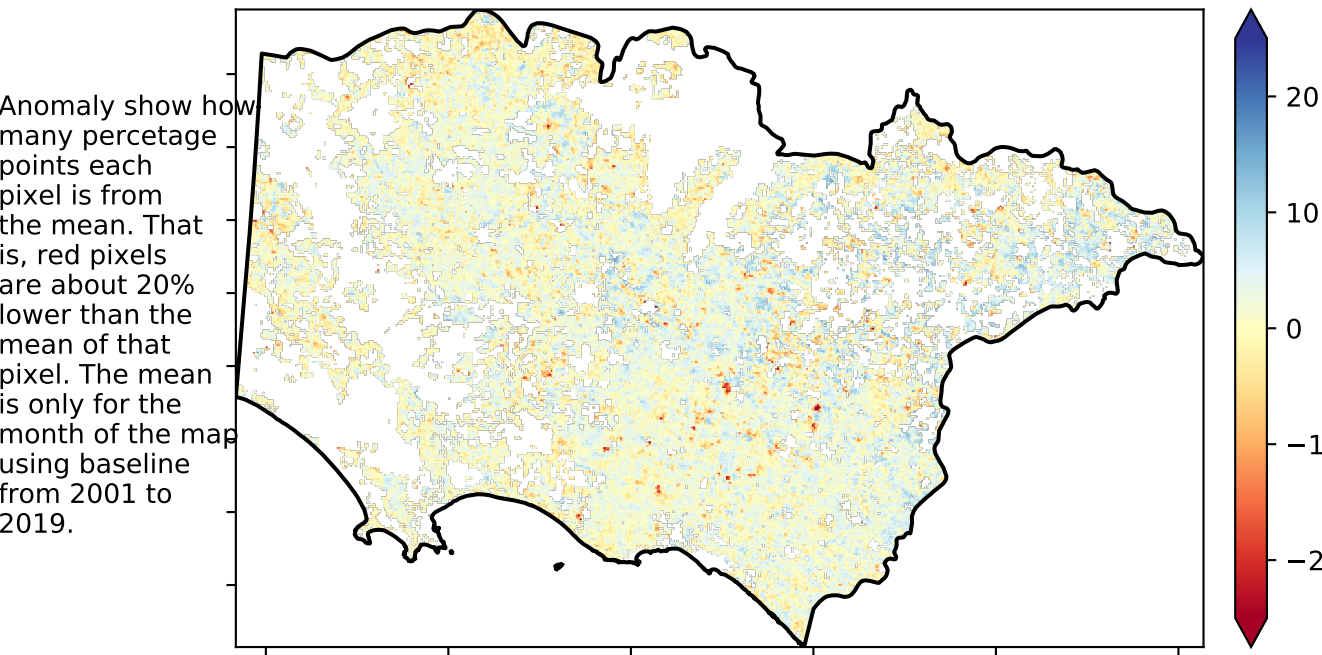 Anomaly show how
many percetage
points each
pixel is from
the mean. That
is, red pixels
are about 20%
lower than the
mean of that
pixel. The mean
is only for the
month of the map
using baseline
from 2001 to
2019.
20
10
0
−1
−2